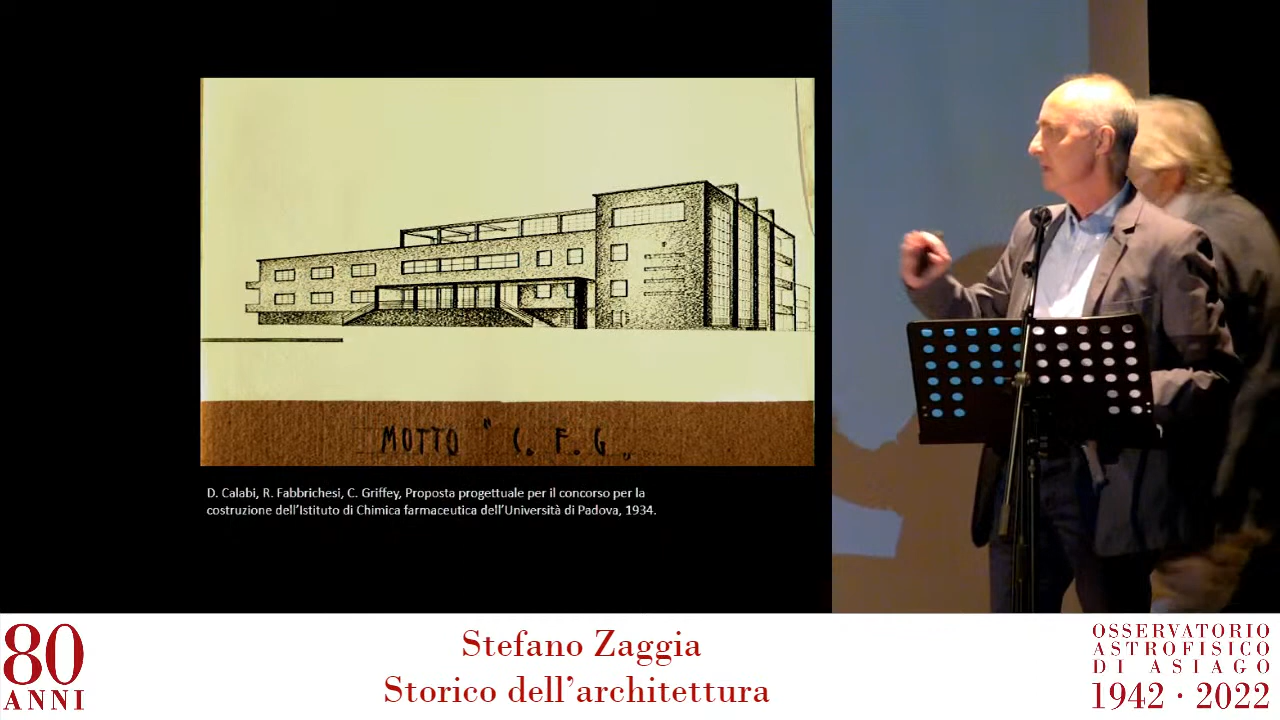 MOTTO " C. F. G „
D. Calabi, R. Fabbrichesi, C. Griffey, Proposta progettuale per il concorso per la
costruzione dell'Istituto di Chimica farmaceutica dell'Università di Padova, 1934.
80
ANNI
Stefano Zaggia
Storico dell'architettura
OSSERVATORIO
ASTROFISICO
DI ASIAGO
1942 · 2022